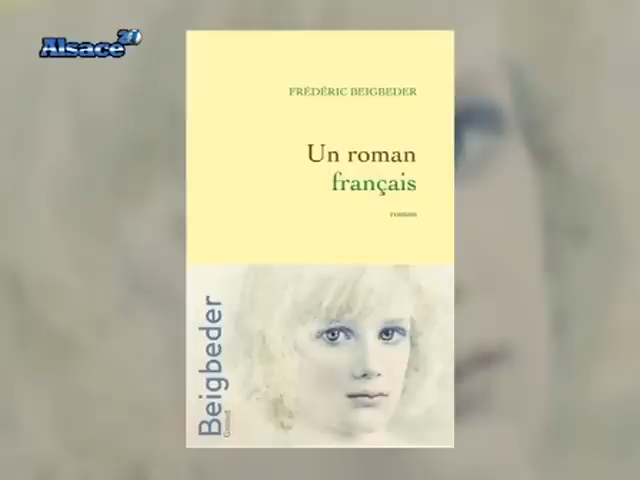 Alsace 20
FRÉDÉRIC BEIGBEDER
Un roman
français
roman
Beigbeder
Grasset